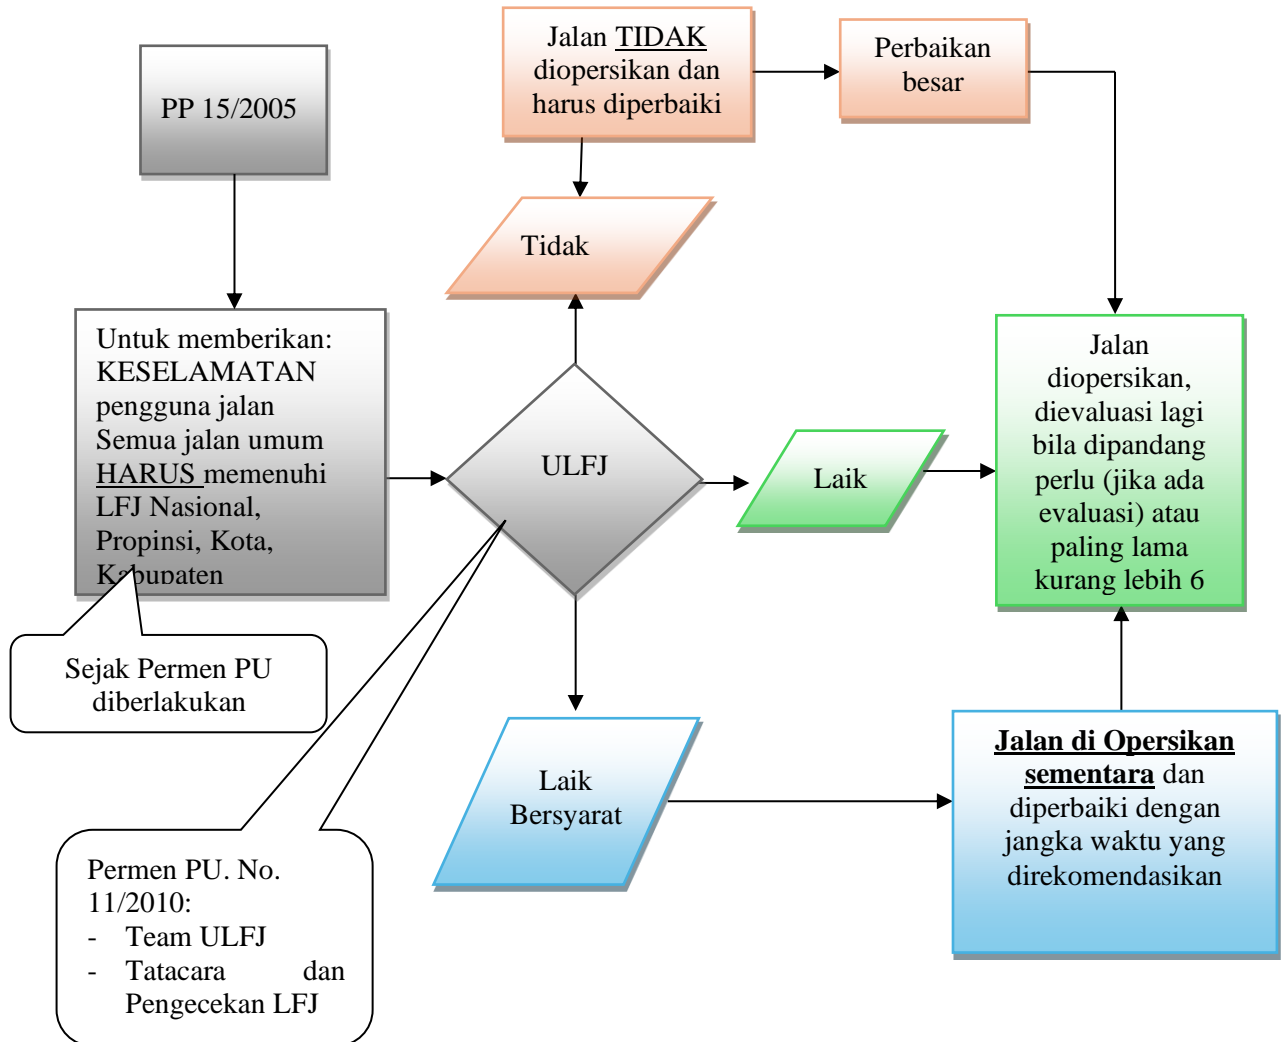 PP 15/2005
Jalan TIDAK
diopersikan dan
harus diperbaiki
Perbaikan
besar
Tidak
Untuk memberikan:
KESELAMATAN
pengguna jalan
Semua jalan umum
HARUS memenuhi
LFJ Nasional,
Propinsi, Kota,
Kabupaten
ULFJ
Laik
Jalan
diopersikan,
dievaluasi lagi
bila dipandang
perlu (jika ada
evaluasi) atau
paling lama
kurang lebih 6
Sejak Permen PU
diberlakukan
Laik
Bersyarat
Jalan di Opersikan
sementara dan
diperbaiki dengan
jangka waktu yang
direkomendasikan
Permen PU. No.
11/2010:
- Team ULFJ
- Tatacara dan
Pengecekan LFJ